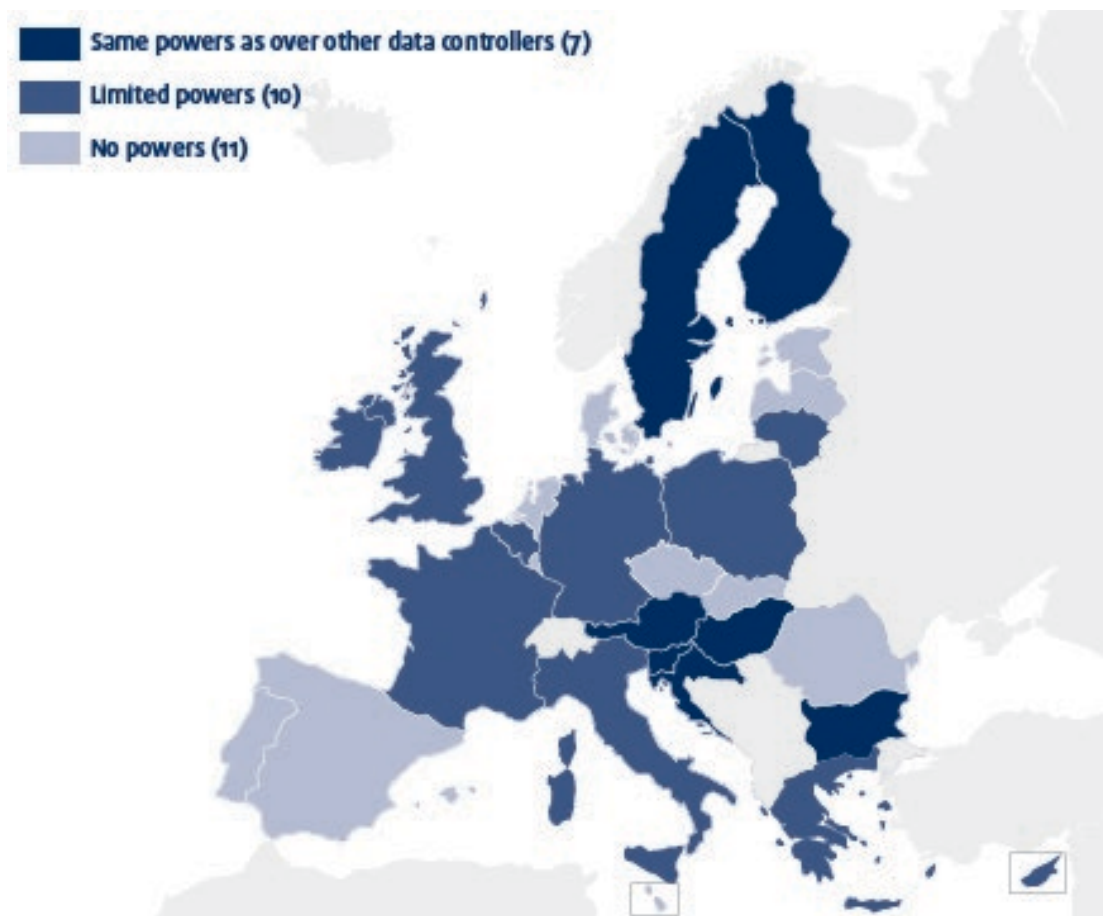 Same powers as over other data controllers (7)
Limited powers (10)
No powers (11)